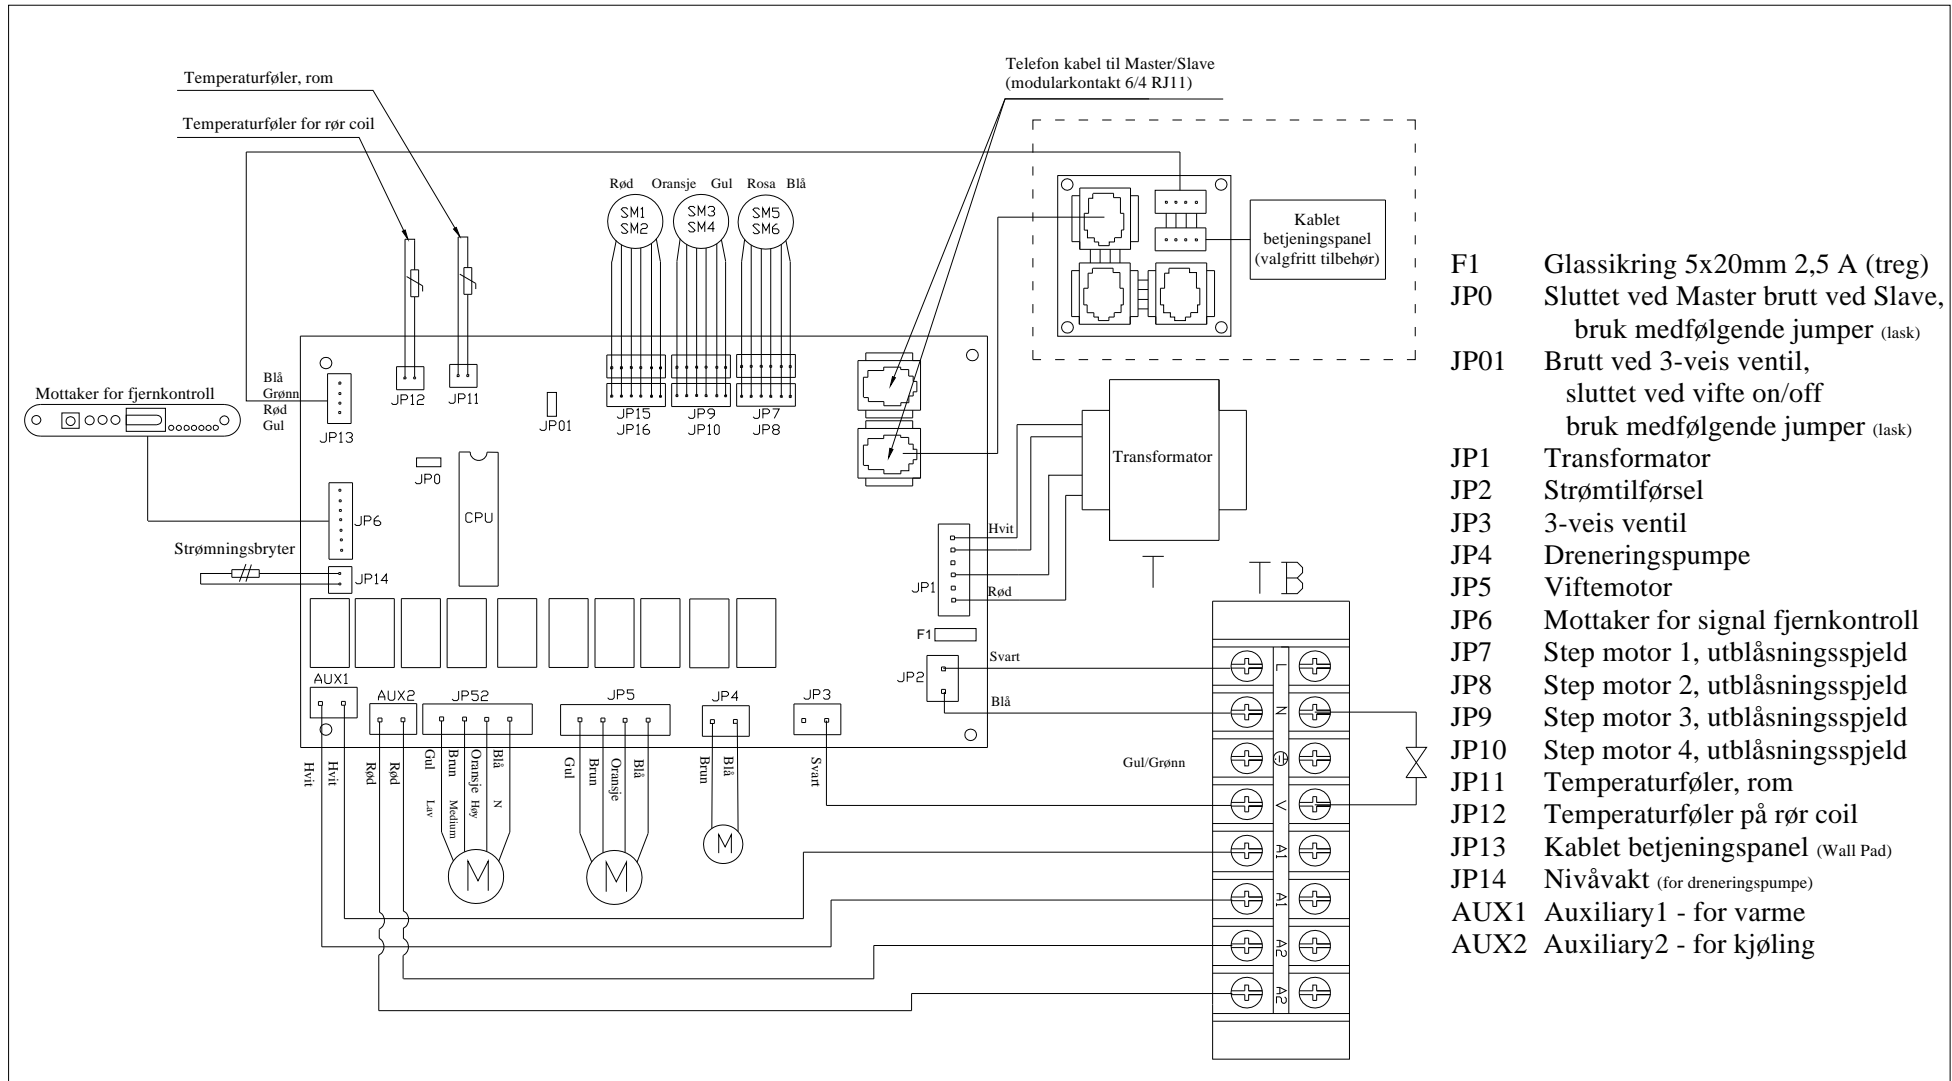 Temperaturføler, rom
Temperaturføler for rør coil
Telefon kabel til Master/Slave
(modularkontakt 6/4 RJ11)
Rød Oransje Gul Rosa Blå
SM1
SM2
SM3
SM4
SM5
SM6
Kablet
betjeningspanel
(valgfritt tilbehør)
Mottaker for fjernkontroll
Blå
Grønn
Rød
Gul
JP13
JP12
JP11
JP01
JP15
JP16
JP9
JP10
JP7
JP8
JP0
CPU
JP6
Strømningsbryter
JP14
Transformator
T
Hvit
JP1
Rød
F1
Svart
JP2
Blå
TB
L
N
V
A1
A1
A2
A2
Gul/Grønn
AUX1
AUX2
JP52
JP5
JP4
JP3
Hvit
Hvit
Rød
Rød
Gul
Brun
Oransje
Blå
Lav
Medium
Høy
N
Gul
Brun
Oransje
Blå
Brun
Blå
Svart
M
M
M
F1 Glassikring 5x20mm 2,5 A (treg)
JP0 Sluttet ved Master brutt ved Slave,
bruk medfølgende jumper (lask)
JP01 Brutt ved 3-veis ventil,
sluttet ved vifte on/off
bruk medfølgende jumper (lask)
JP1 Transformator
JP2 Strømtilførsel
JP3 3-veis ventil
JP4 Dreneringspumpe
JP5 Viftemotor
JP6 Mottaker for signal fjernkontroll
JP7 Step motor 1, utblåsningsspjeld
JP8 Step motor 2, utblåsningsspjeld
JP9 Step motor 3, utblåsningsspjeld
JP10 Step motor 4, utblåsningsspjeld
JP11 Temperaturføler, rom
JP12 Temperaturføler på rør coil
JP13 Kablet betjeningspanel (Wall Pad)
JP14 Nivåvakt (for dreneringspumpe)
AUX1 Auxiliary1 - for varme
AUX2 Auxiliary2 - for kjøling